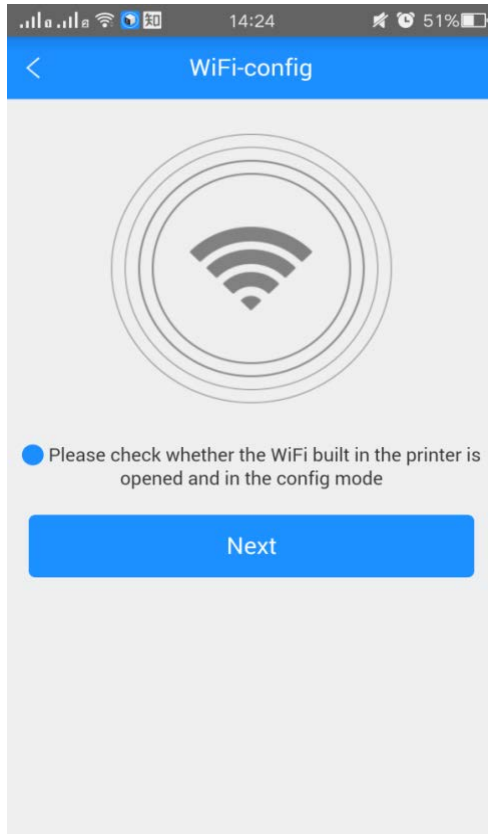 知 14:24 51%
WiFi-config
Please check whether the WiFi built in the printer is
opened and in the config mode
Next